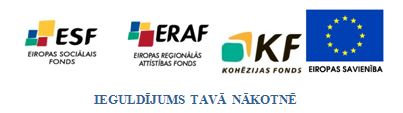 ESF
EIROPAS SOCIĀLAIS
FONDS
ERAF
EIROPAS REĢIONĀLĀS
ATTĪSTĪBAS FONDS
KF
KOHĒZIJAS FONDS
EIROPAS SAVIENĪBA
IEGULDĪJUMS TAVĀ NĀKOTNĒ